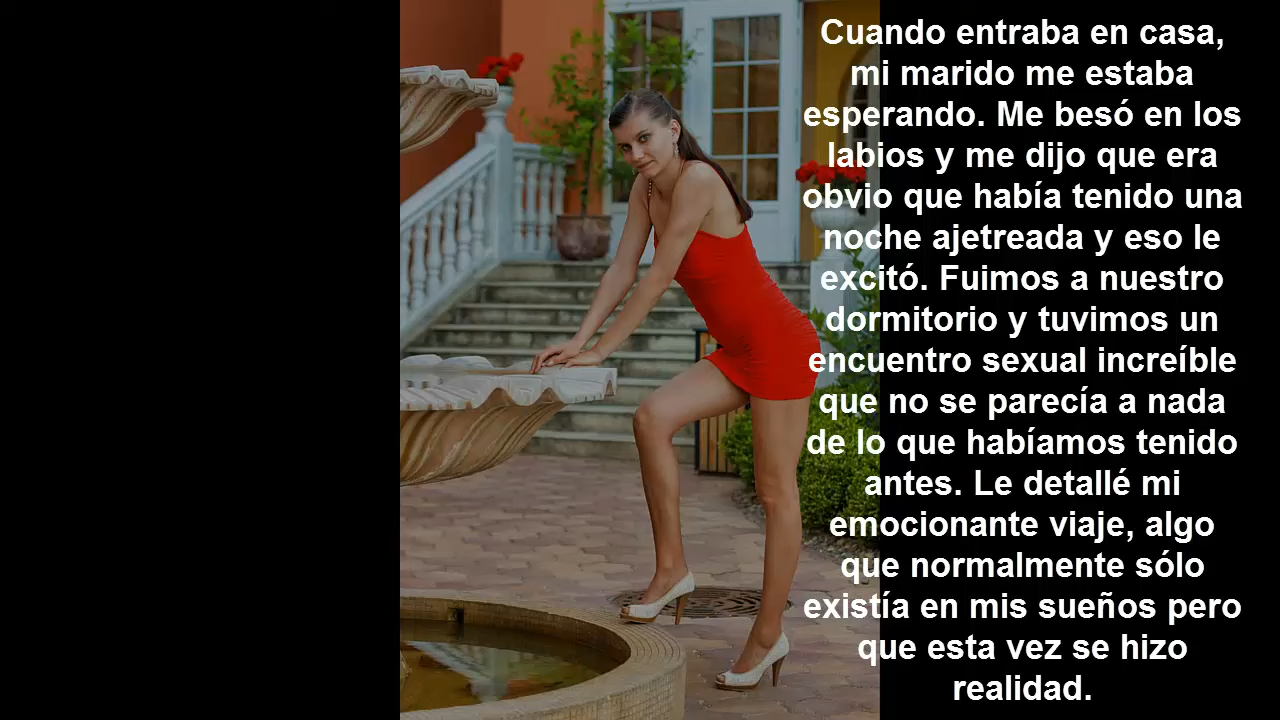 Cuando entraba en casa,
mi marido me estaba
esperando. Me besó en los
labios y me dijo que era
obvio que había tenido una
noche ajetreada y eso le
excitó. Fuimos a nuestro
dormitorio y tuvimos un
encuentro sexual increíble
que no se parecía a nada
de lo que habíamos tenido
antes. Le detallé mi
emocionante viaje, algo
que normalmente sólo
existía en mis sueños pero
que esta vez se hizo
realidad.